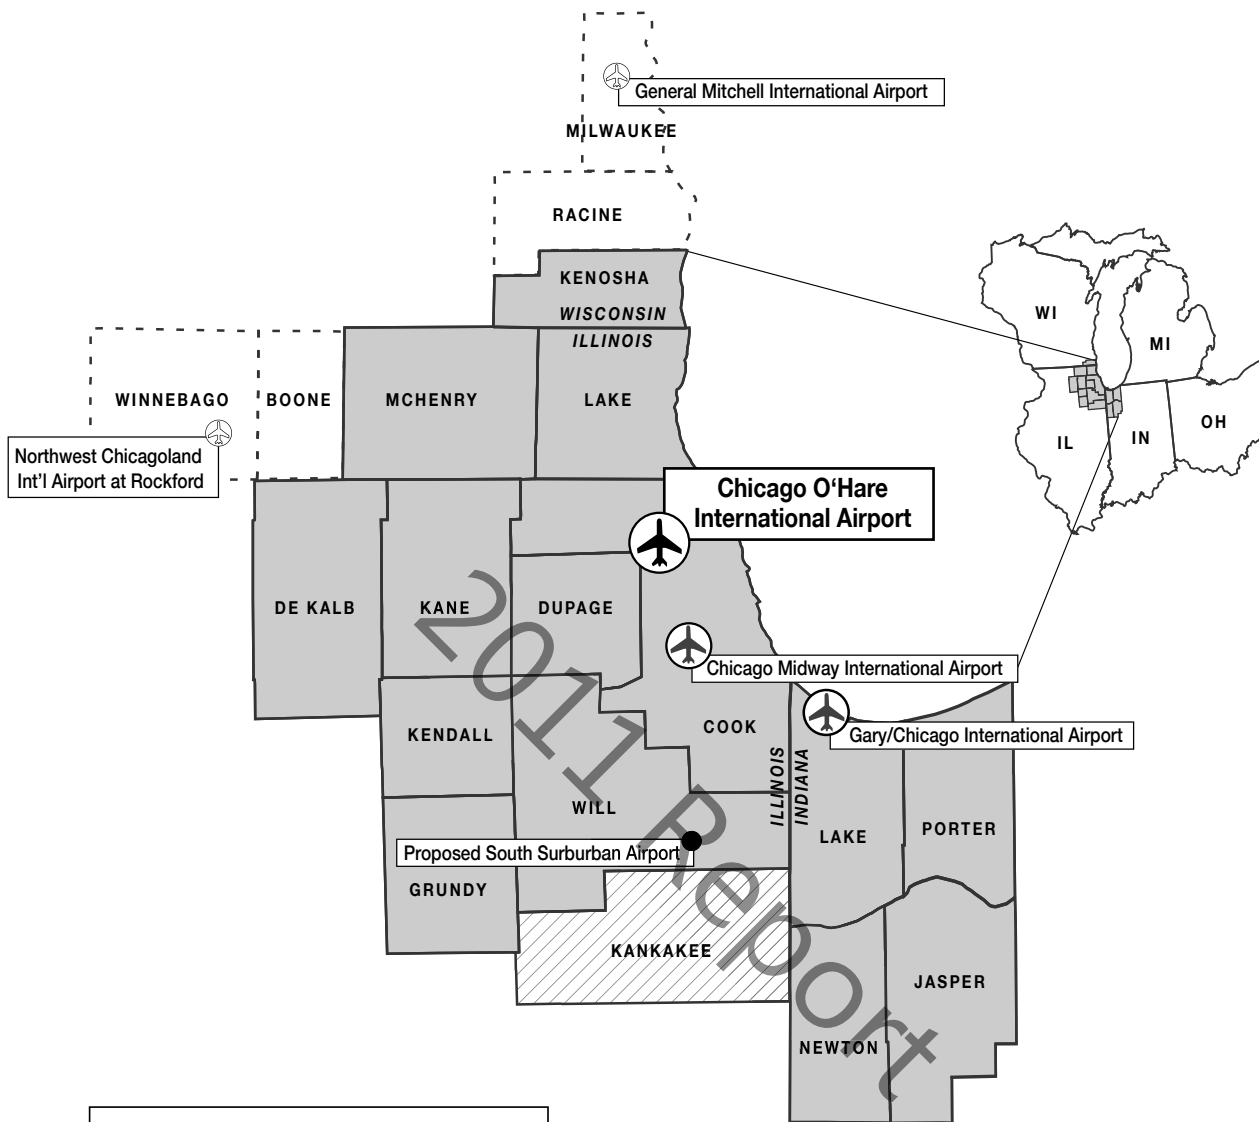 General Mitchell International Airport
MILWAUKEE
RACINE
KENOSHA
WISCONSIN
ILLINOIS
WINNEBAGO
BOONE
MCHENRY
LAKE
WI
MI
IL
IN
OH
Northwest Chicagoland
Int'l Airport at Rockford
Chicago O‘Hare
International Airport
DE KALB
KANE
DUPAGE
Chicago Midway International Airport
KENDALL
COOK
Gary/Chicago International Airport
ILLINOIS
INDIANA
WILL
LAKE
PORTER
Proposed South Surburban Airport
GRUNDY
KANKAKEE
JASPER
NEWTON
2011 Report